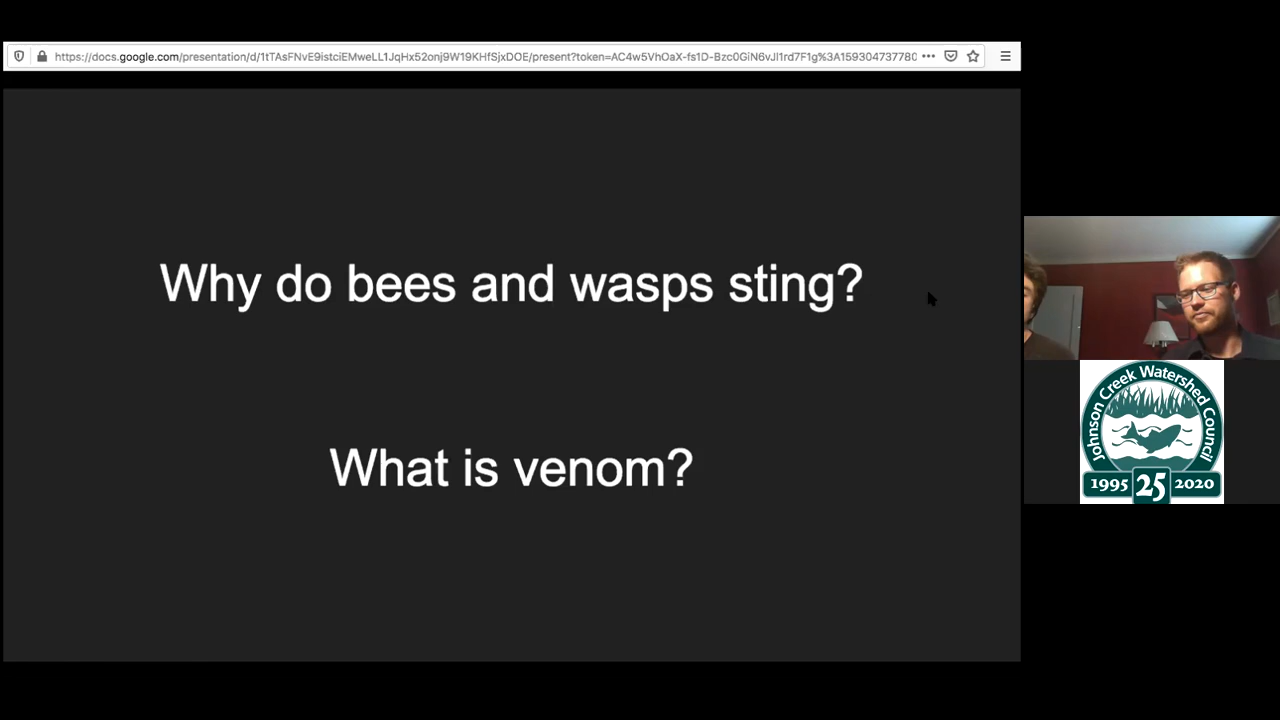 https://docs.google.com/presentation/d/1tTAsFNvE9istciEMweLL1JqHx52onj9W19KHfSjxDOE/present?token=AC4w5VhOaX-fs1D-Bzc0GiN6vJl1rd7F1g%3A1593047377780
Why do bees and wasps sting?
What is venom?
Johnson Creek Watershed Council
1995 25 2020